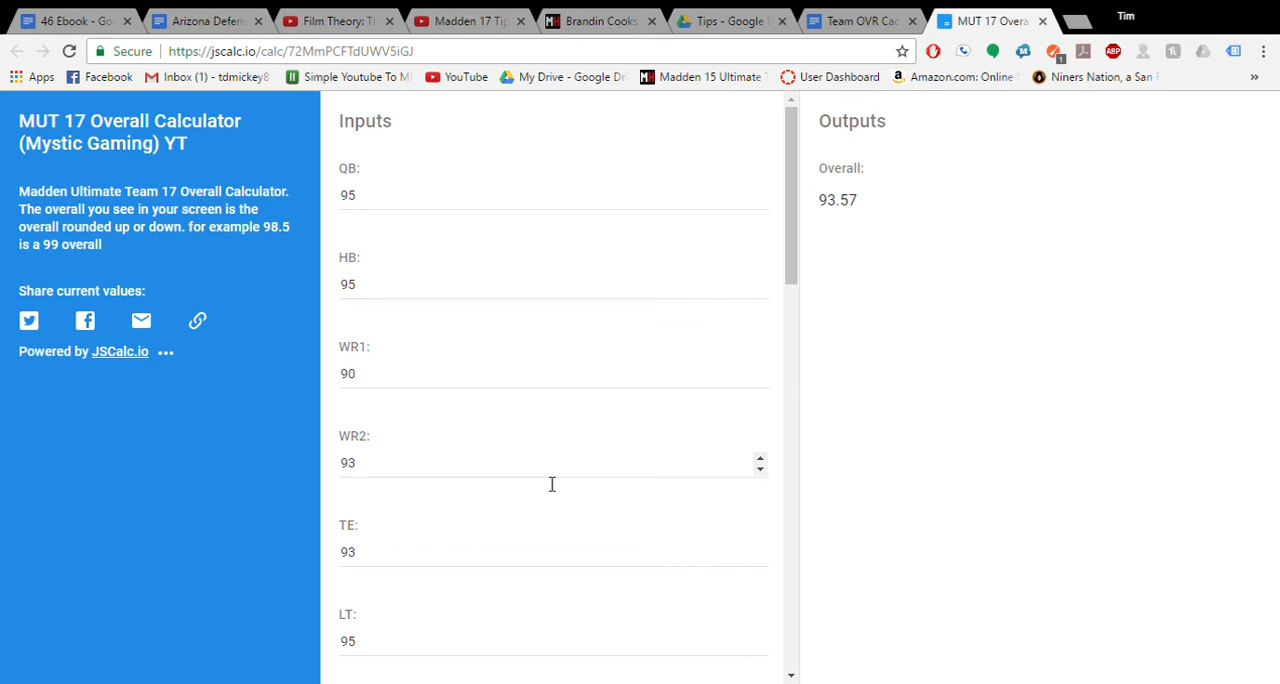 46 Ebook - Go
Arizona Defen
Film Theory: T
Madden 17 Tip
Brandin Cooks
Tips - Google
Team OVR Cac
MUT 17 Overa
Tim
Secure
https://jscalc.io/calc/72MmPCFTdUWV5iGJ
Apps
Facebook
Inbox (1) - tdmickey8
Simple Youtube To M
YouTube
My Drive - Google Dr
Madden 15 Ultimate
User Dashboard
Amazon.com: Online
Niners Nation, a San F
»
MUT 17 Overall Calculator
(Mystic Gaming) YT
Madden Ultimate Team 17 Overall Calculator.
The overall you see in your screen is the
overall rounded up or down. for example 98.5
is a 99 overall
Share current values:
Powered by JSCalc.io •••
Inputs
QB:
95
HB:
95
WR1:
90
WR2:
93
TE:
93
LT:
95
Outputs
Overall:
93.57